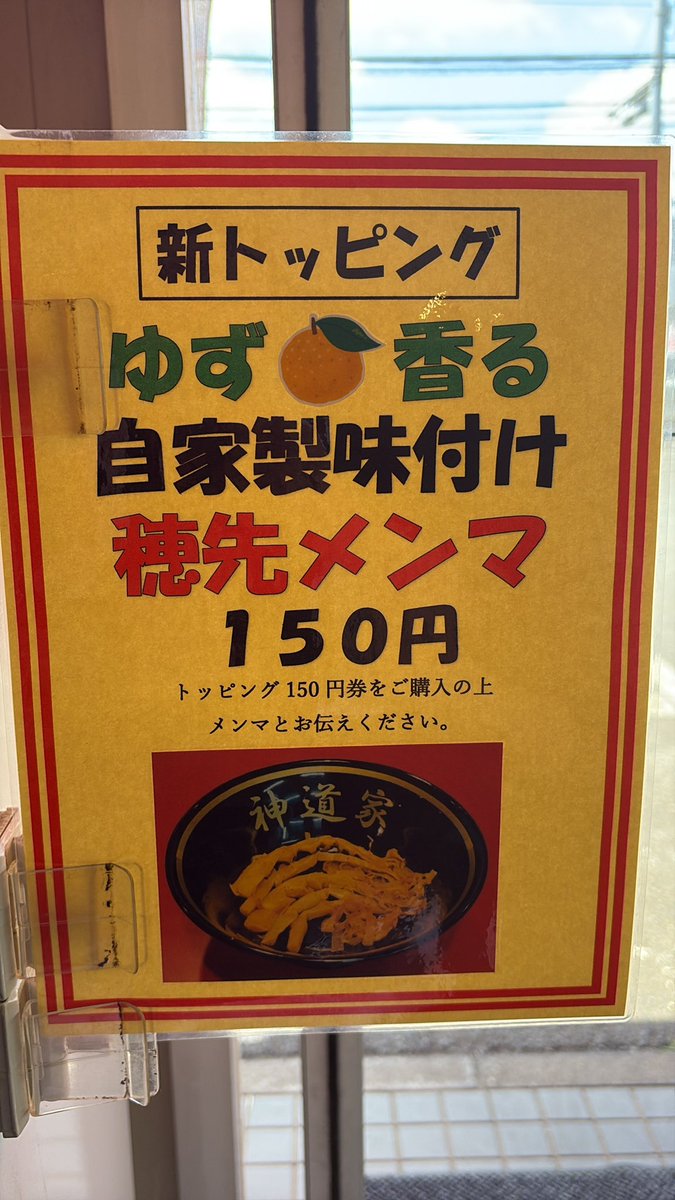 新トッピング
ゆず香る
自家製味付け
穂先メンマ
150円
トッピング150円券をご購入の上
メンマとお伝えください。
神道家